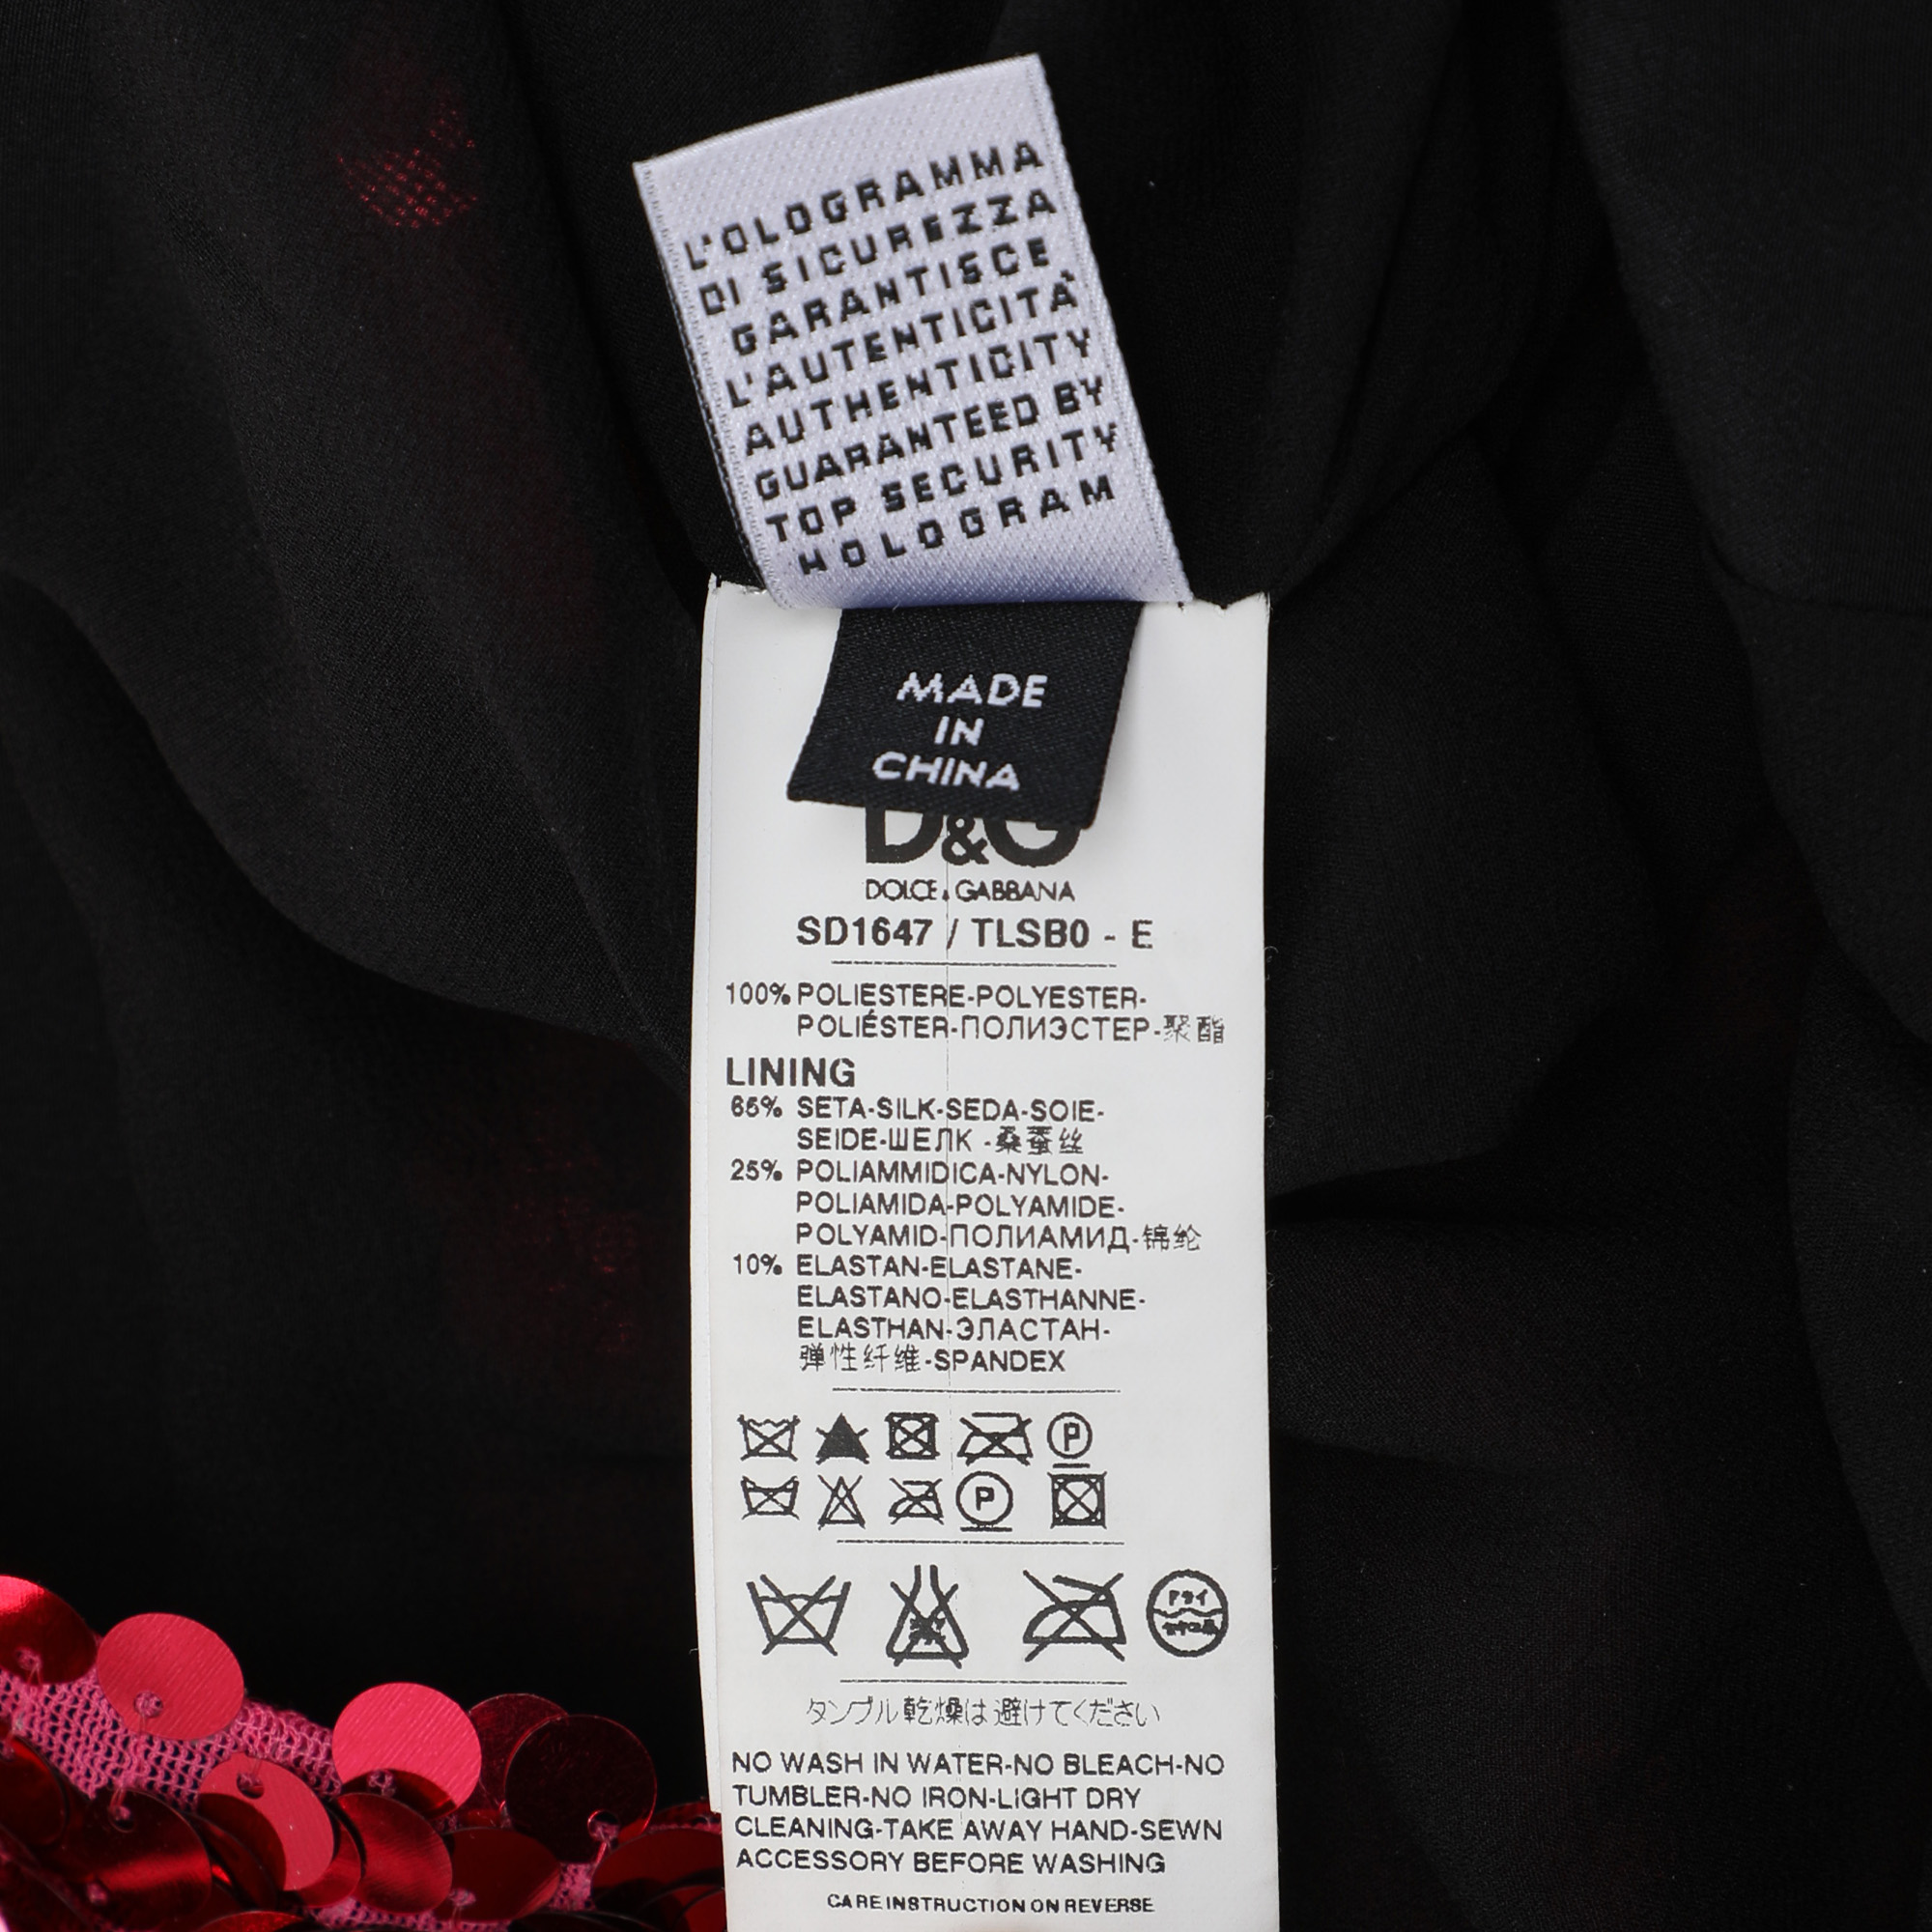 L'OLOGRAMMA
DI SICUREZZA
GARANTISCE
L'AUTENTICITÀ
AUTHENTICITY
GUARANTEED BY
TOP SECURITY
HOLOGRAM
MADE
IN
CHINA
D&G
DOLCE & GABBANA
SD1647 / TLSB0 - E
100% POLIESTERE-POLYESTER-
POLIÉSTER-ПОЛИЭСТЕР-聚酯
LINING
65% SETA-SILK-SEDA-SOIE-
SEIDE-ШЕЛК -桑蚕丝
25% POLIAMMIDICA-NYLON-
POLIAMIDA-POLYAMIDE-
POLYAMID-ПОЛИАМИД-锦纶
10% ELASTAN-ELASTANE-
ELASTANO-ELASTHANNE-
ELASTHAN-ЭЛАСТАН-
弹性纤维-SPANDEX
P
P
ドライ
タンブル乾燥は避けてください
NO WASH IN WATER-NO BLEACH-NO
TUMBLER-NO IRON-LIGHT DRY
CLEANING-TAKE AWAY HAND-SEWN
ACCESSORY BEFORE WASHING
CARE INSTRUCTION ON REVERSE